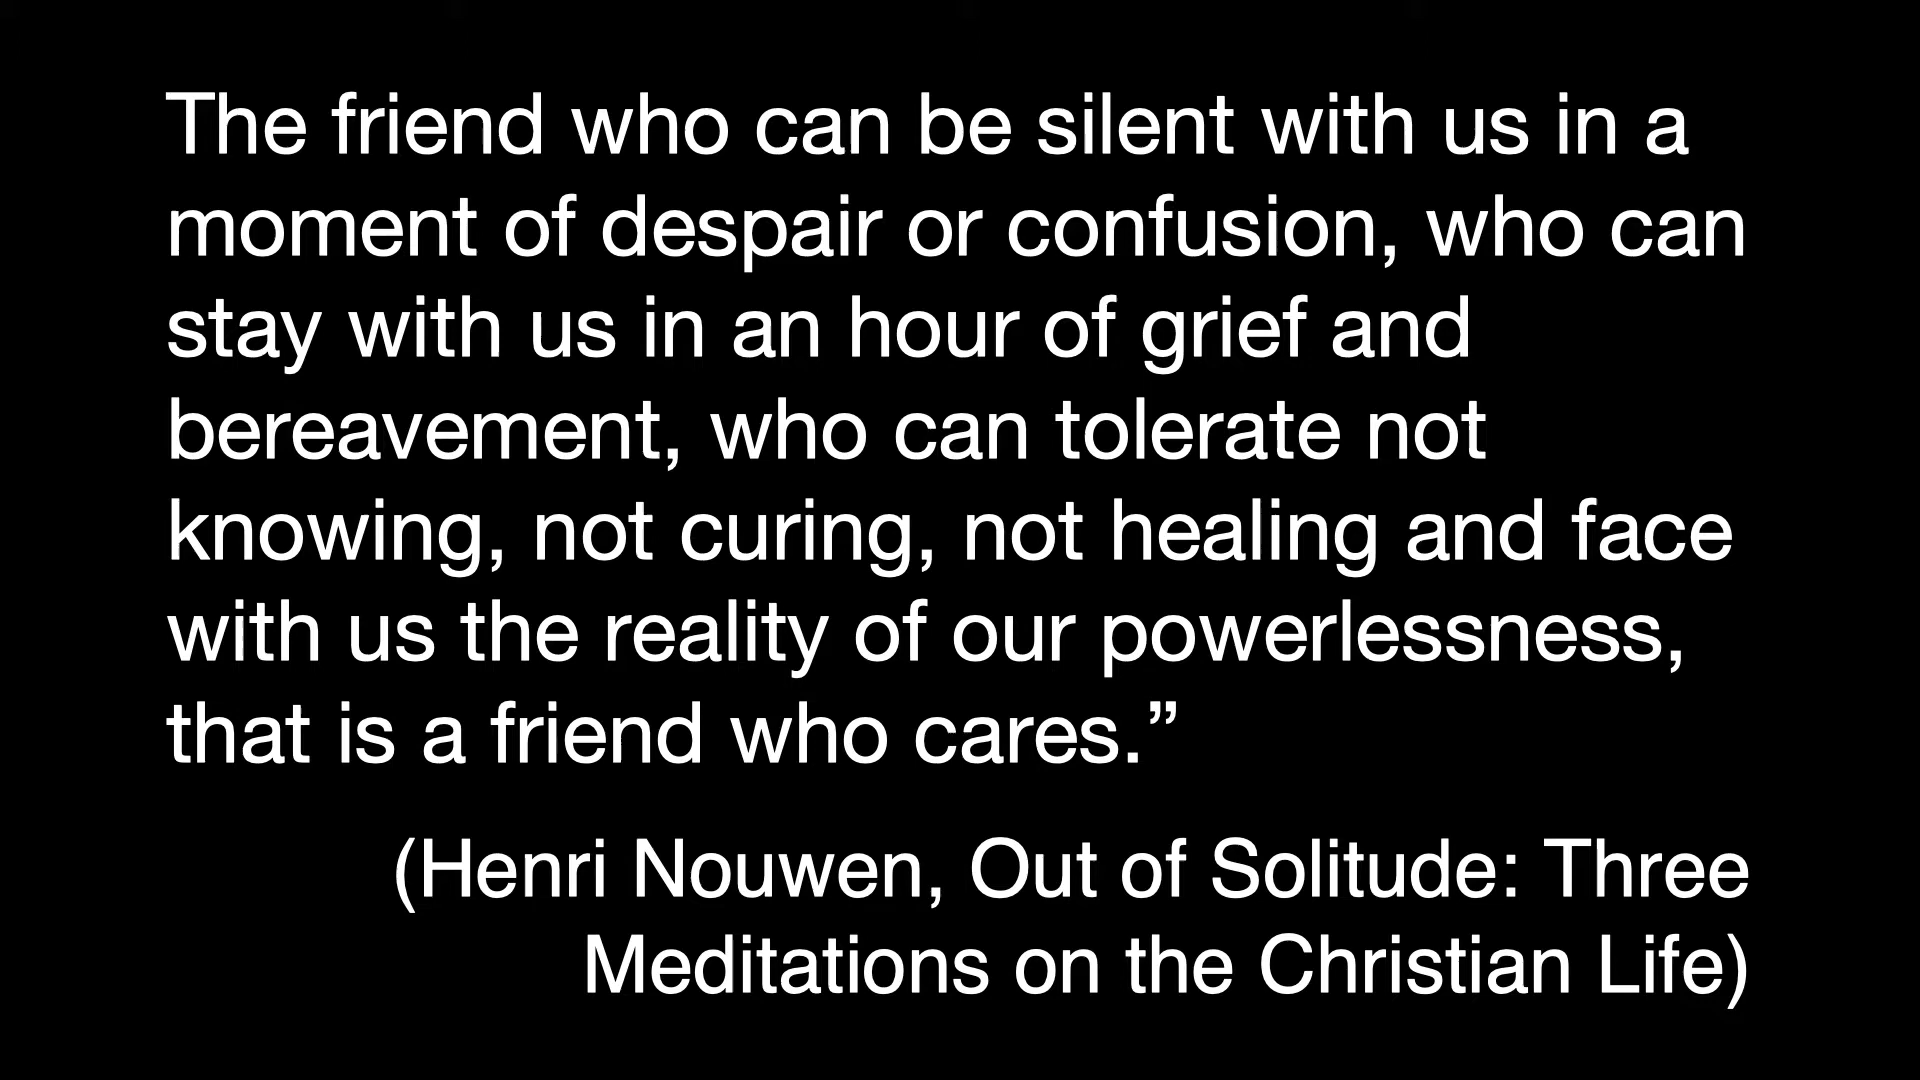 The friend who can be silent with us in a
moment of despair or confusion, who can
stay with us in an hour of grief and
bereavement, who can tolerate not
knowing, not curing, not healing and face
with us the reality of our powerlessness,
that is a friend who cares.”
(Henri Nouwen, Out of Solitude: Three
Meditations on the Christian Life)